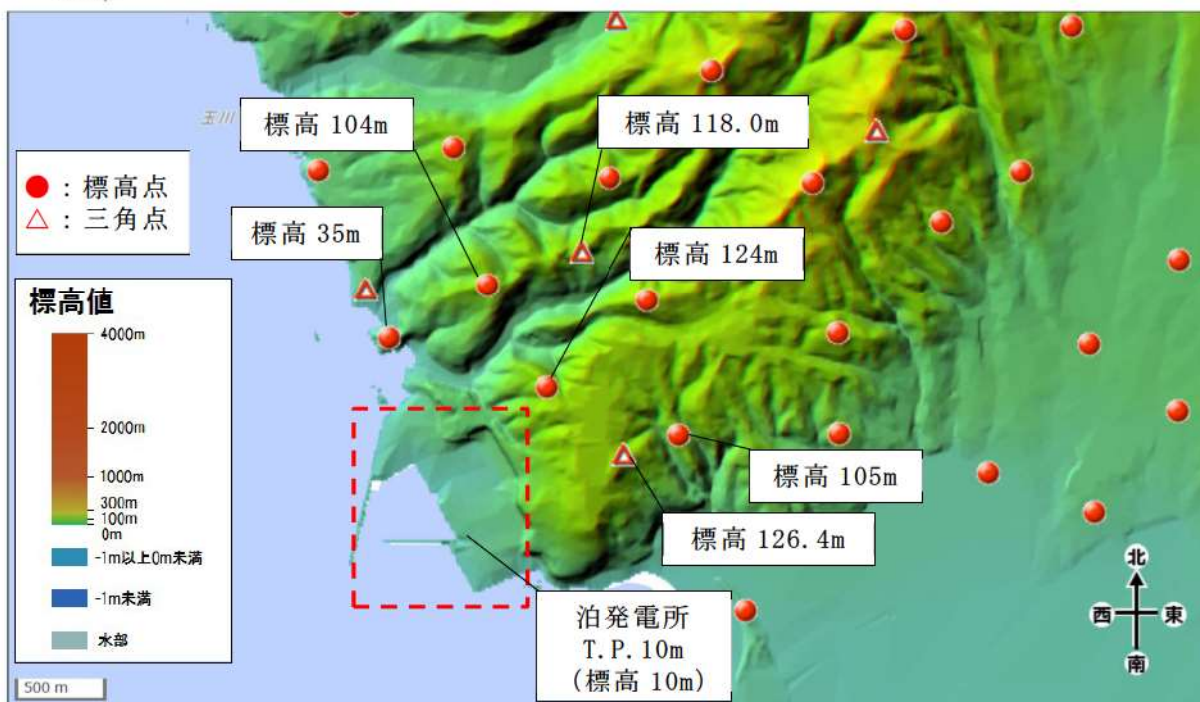 玉川
標高 104m
標高 118.0m
●：標高点
△：三角点
標高 35m
標高 124m
標高値
4000m
2000m
1000m
300m
100m
0m
-1m以上0m未満
-1m未満
水部
標高 105m
標高 126.4m
泊発電所
T.P.10m
（標高 10m）
北
西 東
南
500 m